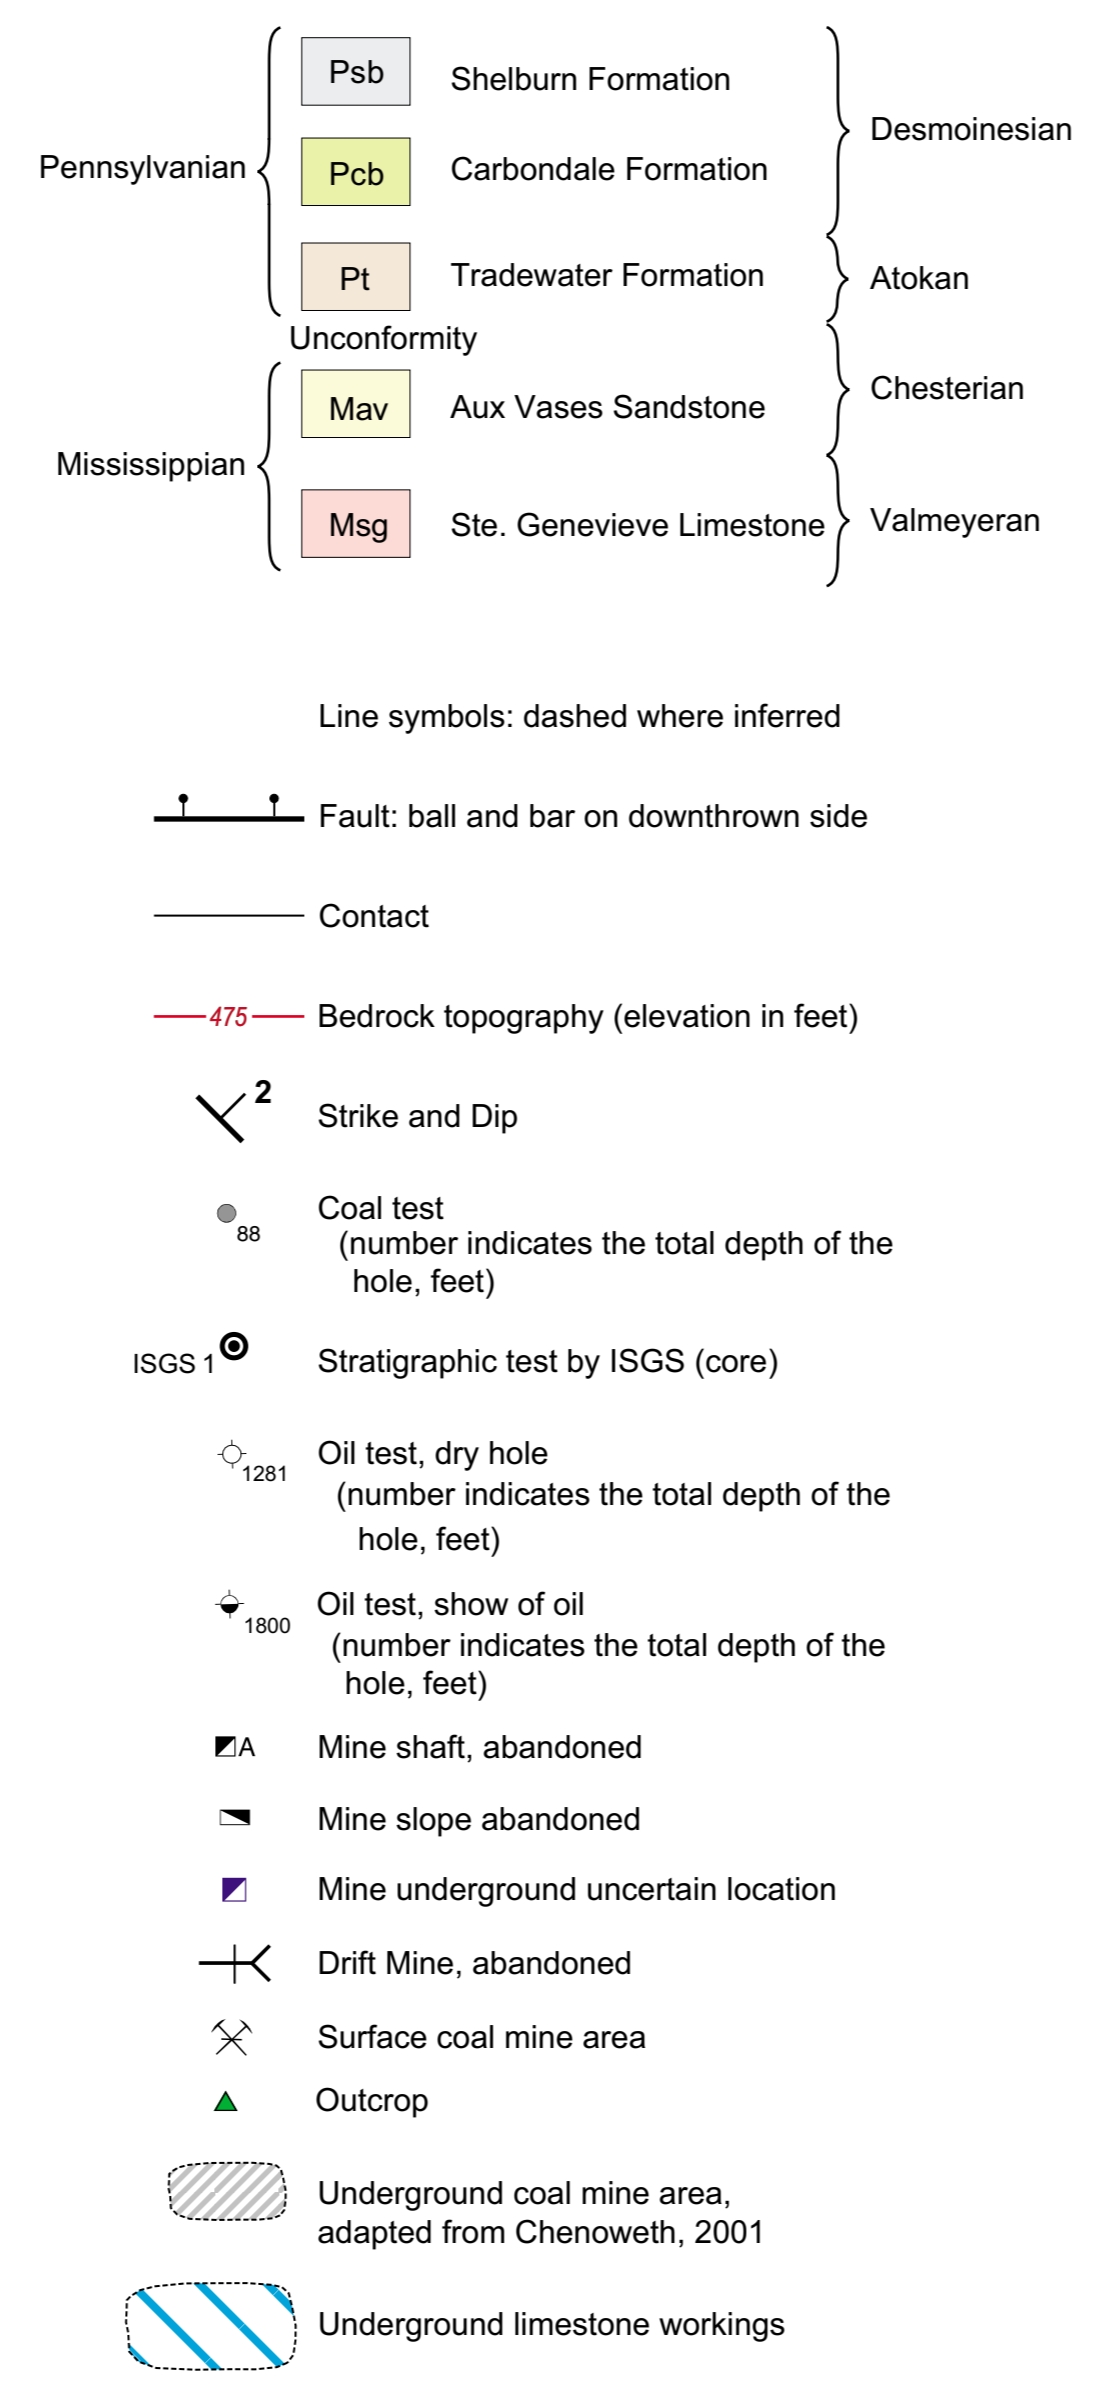 Psb
Shelburn Formation
Desmoinesian
Pennsylvanian
Pcb
Carbondale Formation
Pt
Tradewater Formation
Atokan
Unconformity
Mav
Aux Vases Sandstone
Chesterian
Mississippian
Msg
Ste. Genevieve Limestone
Valmeyeran
Line symbols: dashed where inferred
Fault: ball and bar on downthrown side
Contact
475
Bedrock topography (elevation in feet)
2
Strike and Dip
88
Coal test
(number indicates the total depth of the
hole, feet)
ISGS 1
Stratigraphic test by ISGS (core)
1281
Oil test, dry hole
(number indicates the total depth of the
hole, feet)
1800
Oil test, show of oil
(number indicates the total depth of the
hole, feet)
A
Mine shaft, abandoned
Mine slope abandoned
Mine underground uncertain location
Drift Mine, abandoned
Surface coal mine area
Outcrop
Underground coal mine area,
adapted from Chenoweth, 2001
Underground limestone workings